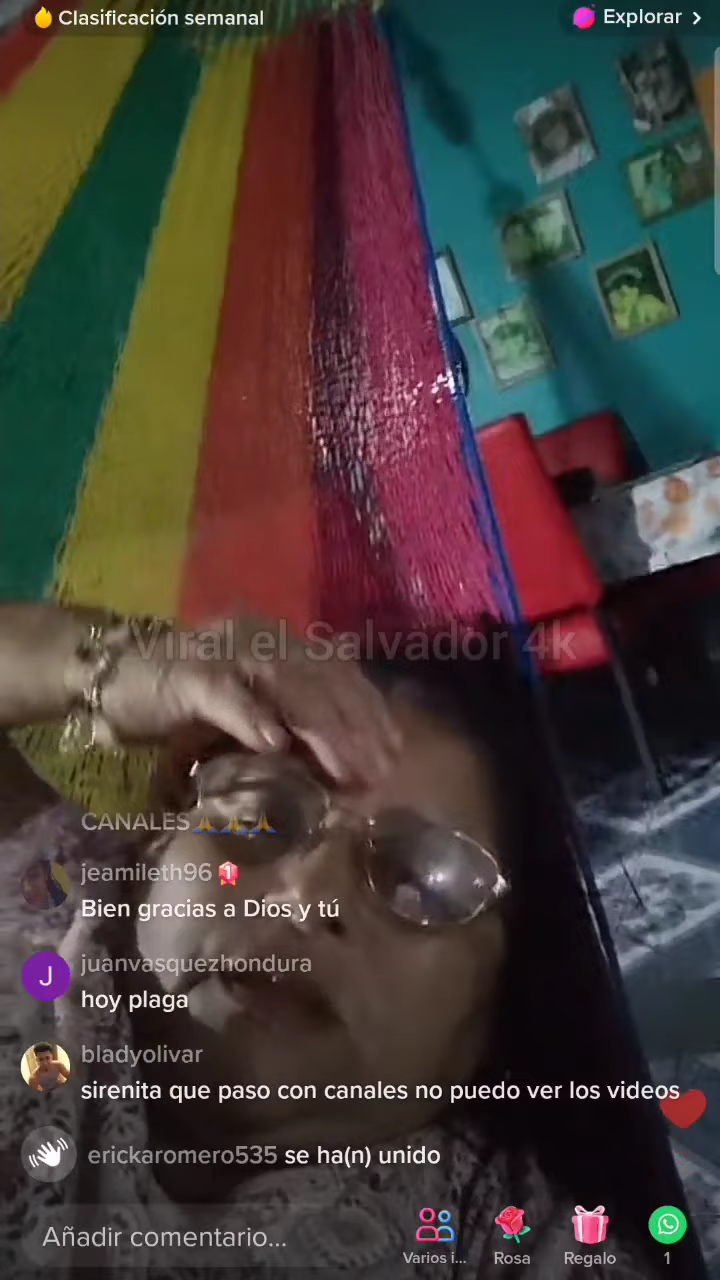 Clasificación semanal
Explorar >
Viral el Salvador 4k
CANALES🙏🙏🙏
jeamileth96 1
Bien gracias a Dios y tú
J
juanvasquezhondura
hoy plaga
bladyolivar
sirenita que paso con canales no puedo ver los videos
erickaromero535 se ha(n) unido
Añadir comentario...
Varios i...
Rosa
Regalo
1